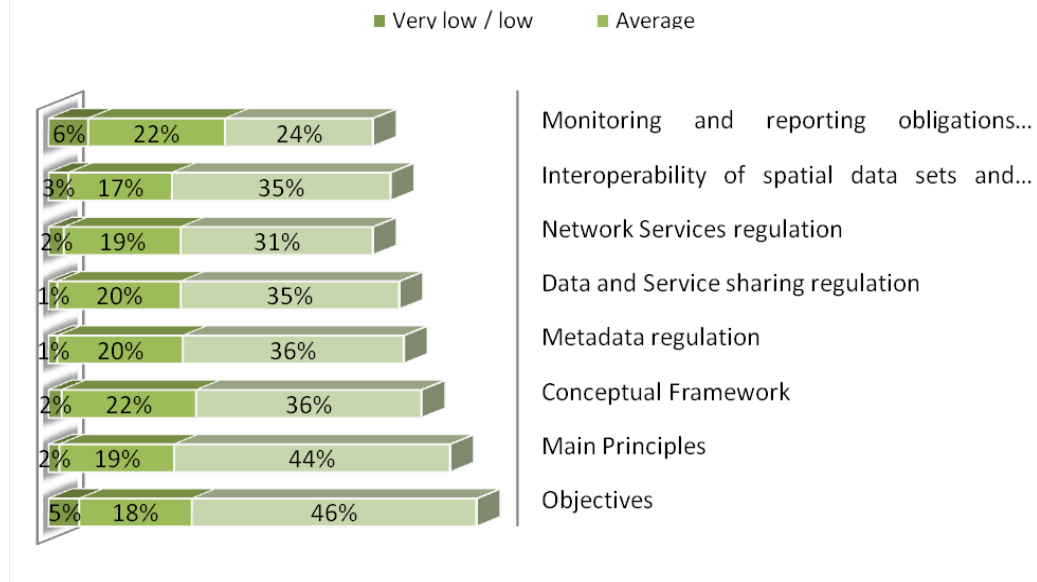 Very low / low Average
6% 22% 24% Monitoring and reporting obligations...
3% 17% 35% Interoperability of spatial data sets and...
2% 19% 31% Network Services regulation
1% 20% 35% Data and Service sharing regulation
1% 20% 36% Metadata regulation
2% 22% 36% Conceptual Framework
2% 19% 44% Main Principles
5% 18% 46% Objectives